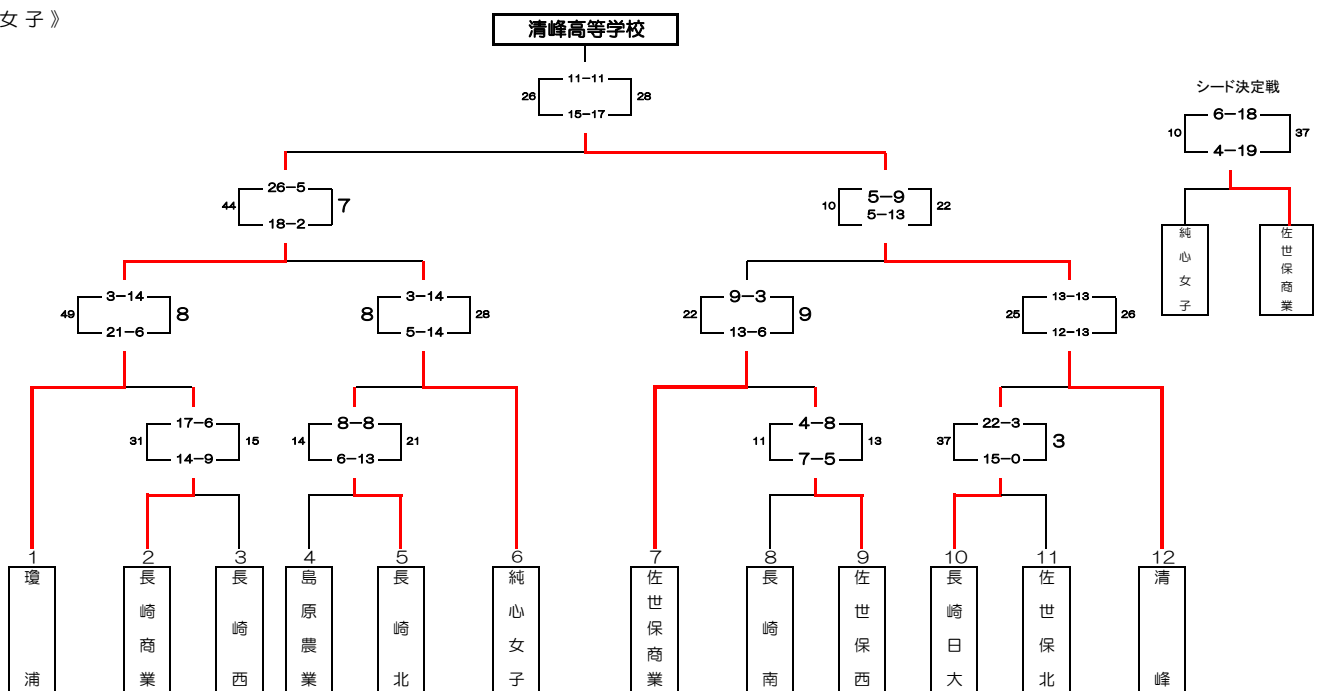 女 子 》
清峰高等学校
11-11
26 28
15-17
シード決定戦
6-18
10 37
4-19
純心女子
佐世保商業
26-5
44 7
18-2
5-9
10 22
5-13
3-14
49 8
21-6
3-14
8 28
5-14
9-3
22 9
13-6
13-13
25 26
12-13
17-6
31 15
14-9
8-8
14 21
6-13
4-8
11 13
7-5
22-3
37 3
15-0
1 2 3 4 5 6 7 8 9 10 11 12
瓊浦
長崎商業
長崎西
島原農業
長崎北
純心女子
佐世保商業
長崎南
佐世保西
長崎日大
佐世保北
清峰